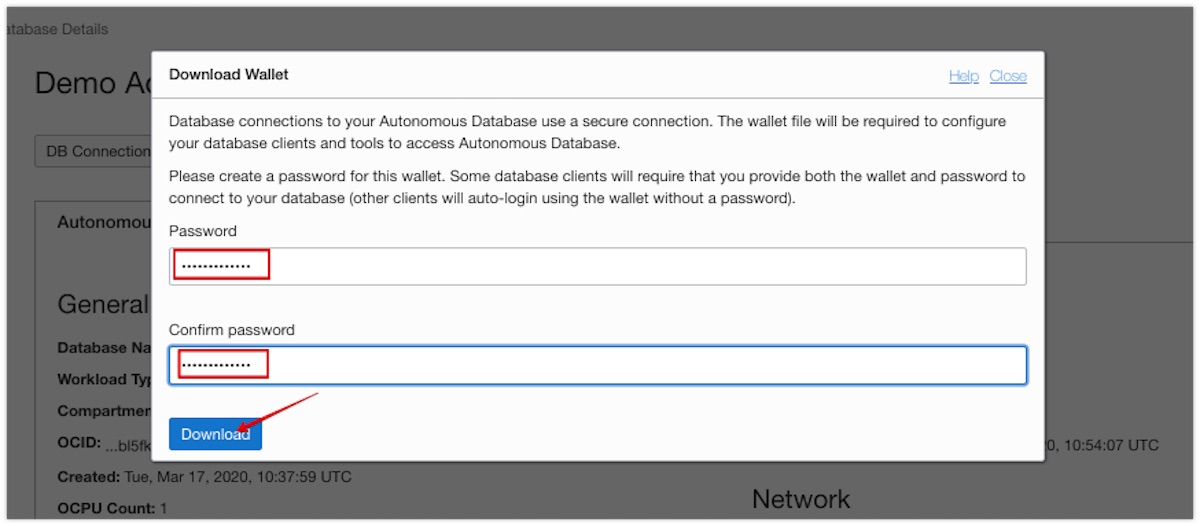 atabase Details
Demo Ad
Download Wallet
Help Close
Database connections to your Autonomous Database use a secure connection. The wallet file will be required to configure
your database clients and tools to access Autonomous Database.
Please create a password for this wallet. Some database clients will require that you provide both the wallet and password to
connect to your database (other clients will auto-login using the wallet without a password).
DB Connection
Autonomou
Password
•••••••••••••
General
Confirm password
Database Na
•••••••••••••
Workload Typ
Compartmen
Download
OCID: ...bl5fk
0, 10:54:07 UTC
Created: Tue, Mar 17, 2020, 10:37:59 UTC
Network
OCPU Count: 1